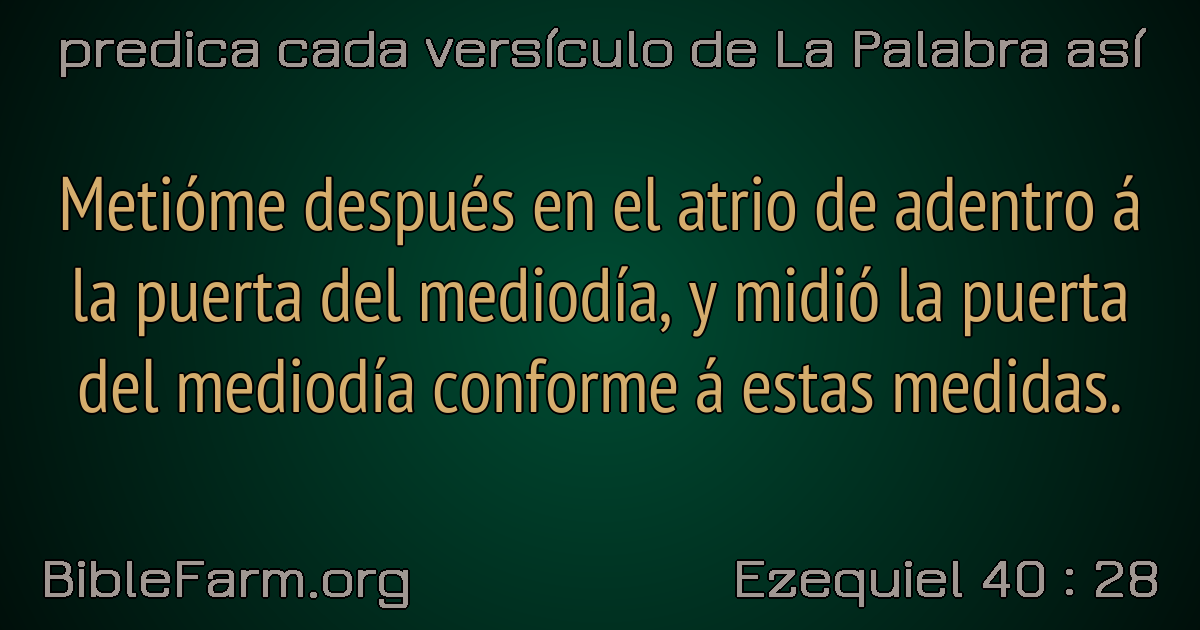 predica cada versículo de La Palabra así
Metióme después en el atrio de adentro á
la puerta del mediodía, y midió la puerta
del mediodía conforme á estas medidas.
BibleFarm.org
Ezequiel 40 : 28